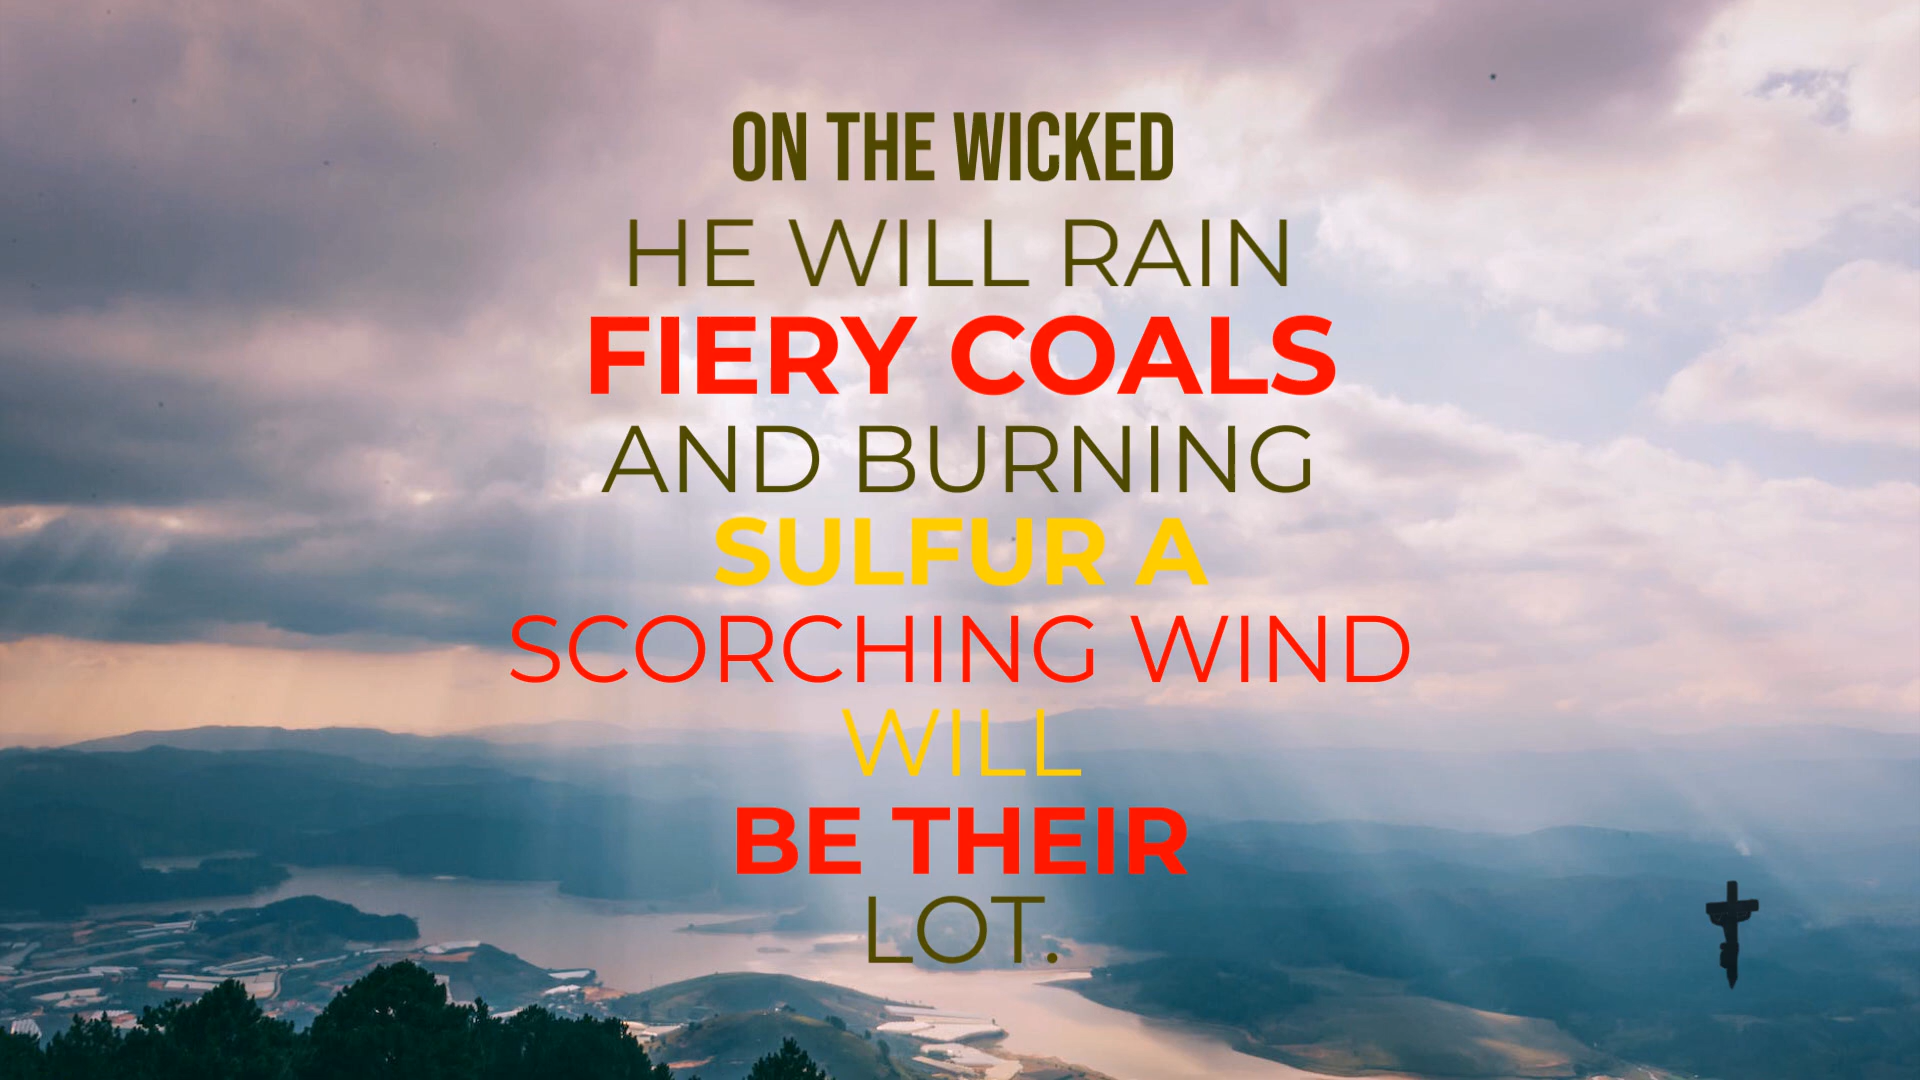 ON THE WICKED
HE WILL RAIN
FIERY COALS
AND BURNING
SULFUR A
SCORCHING WIND
WILL
BE THEIR
LOT.